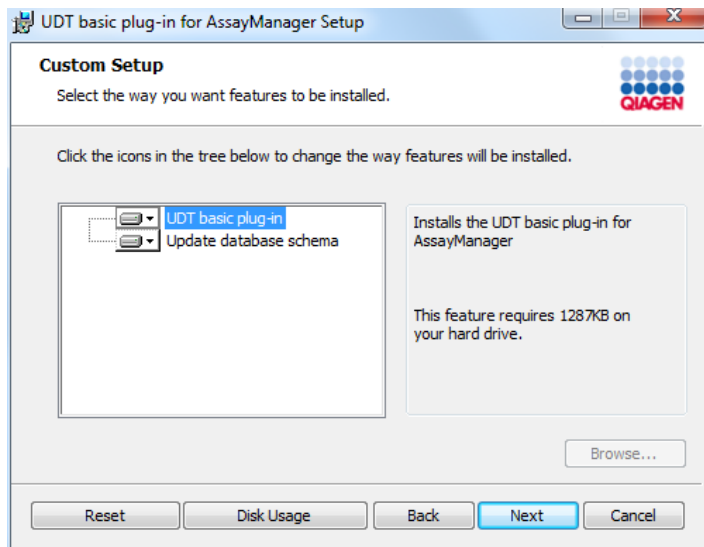 UDT basic plug-in for AssayManager Setup
Custom Setup
Select the way you want features to be installed.
QIAGEN
Click the icons in the tree below to change the way features will be installed.
UDT basic plug-in
Update database schema
Installs the UDT basic plug-in for
AssayManager
This feature requires 1287KB on
your hard drive.
Browse...
Reset
Disk Usage
Back
Next
Cancel